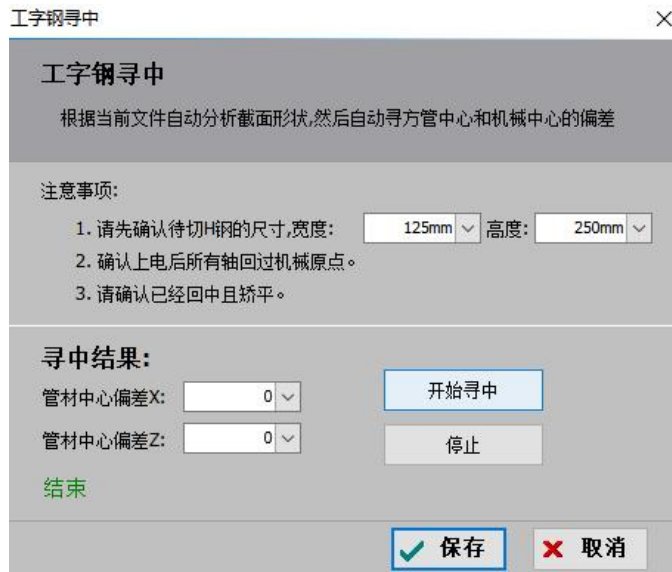 工字钢寻中
工字钢寻中
根据当前文件自动分析截面形状,然后自动寻方管中心和机械中心的偏差
注意事项:
1. 请先确认待切H钢的尺寸,宽度: 125mm 高度: 250mm
2. 确认上电后所有轴回过机械原点。
3. 请确认已经回中且矫平。
寻中结果:
管材中心偏差X: 0 开始寻中
管材中心偏差Z: 0 停止
结束
保存 取消